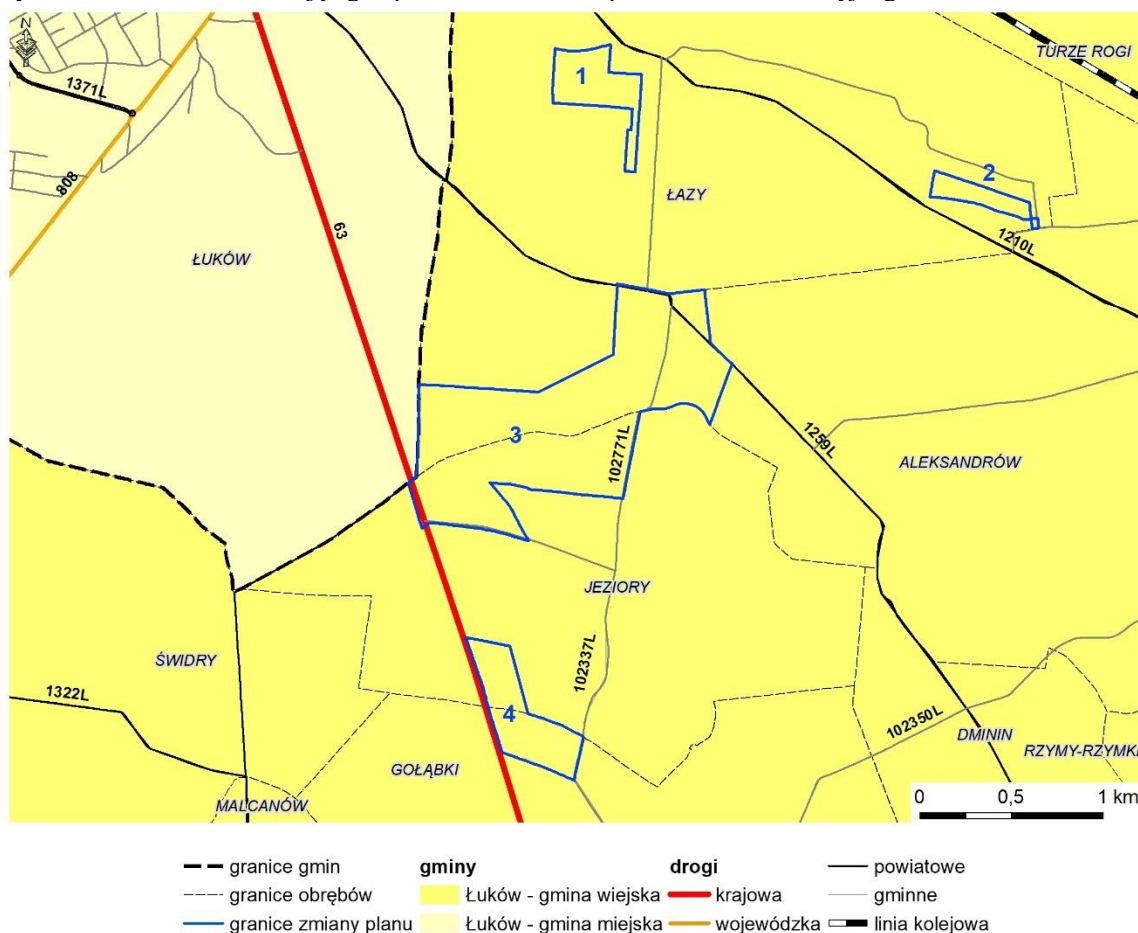 N
TURZE ROGI
1371L
1
2
808
63
ŁAZY
ŁUKÓW
1210L
3
102771L
1259L
ALEKSANDRÓW
JEZIORY
ŚWIDRY
102337L
1322L
4
102350L
DMININ
RZYMY-RZYMKI
GOŁĄBKI
MALCANÓW
0 0,5 1 km
granice gmin gminy drogi powiatowe
granice obrębów Łuków - gmina wiejska krajowa gminne
granice zmiany planu Łuków - gmina miejska wojewódzka linia kolejowa